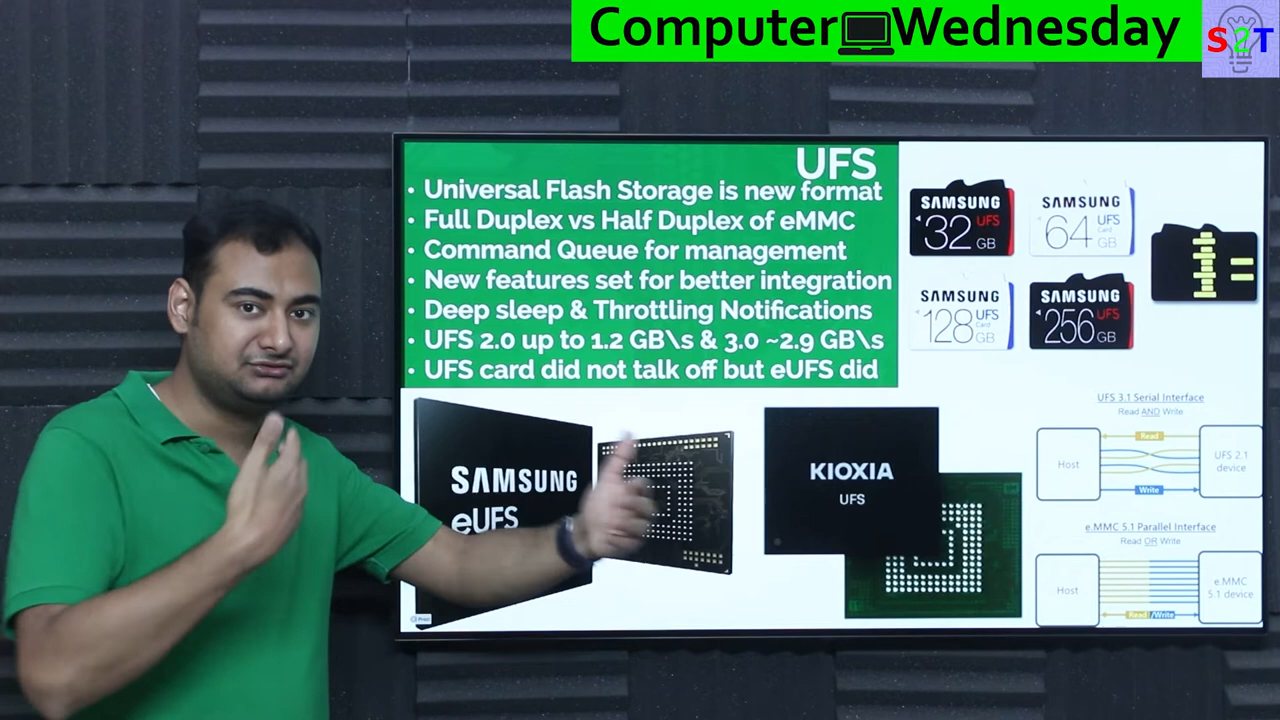 Computer Wednesday
S2T
UFS
• Universal Flash Storage is new format
• Full Duplex vs Half Duplex of eMMC
• Command Queue for management
• New features set for better integration
• Deep sleep & Throttling Notifications
• UFS 2.0 up to 1.2 GB\s & 3.0 ~2.9 GB\s
• UFS card did not talk off but eUFS did
SAMSUNG
32 UFS
GB
SAMSUNG
64 UFS
Card
GB
SAMSUNG
128 UFS
Card
GB
SAMSUNG
256 UFS
GB
SAMSUNG
eUFS
KIOXIA
UFS
UFS 3.1 Serial Interface
Read AND Write
Host
Read
Write
UFS 2.1
device
e.MMC 5.1 Parallel Interface
Read OR Write
Host
Read/Write
e.MMC
5.1 device